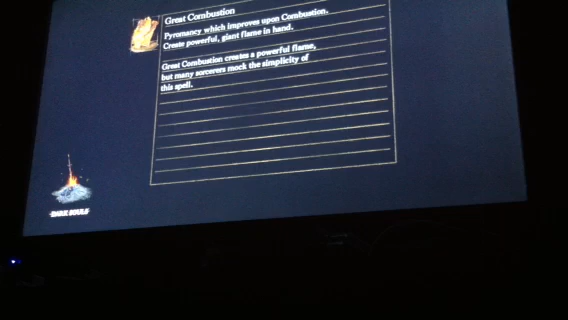 Great Combustion
Pyromancy which improves upon Combustion.
Create powerful, giant flame in hand.
Great Combustion creates a powerful flame,
but many sorcerers mock the simplicity of
this spell.
DARK SOULS